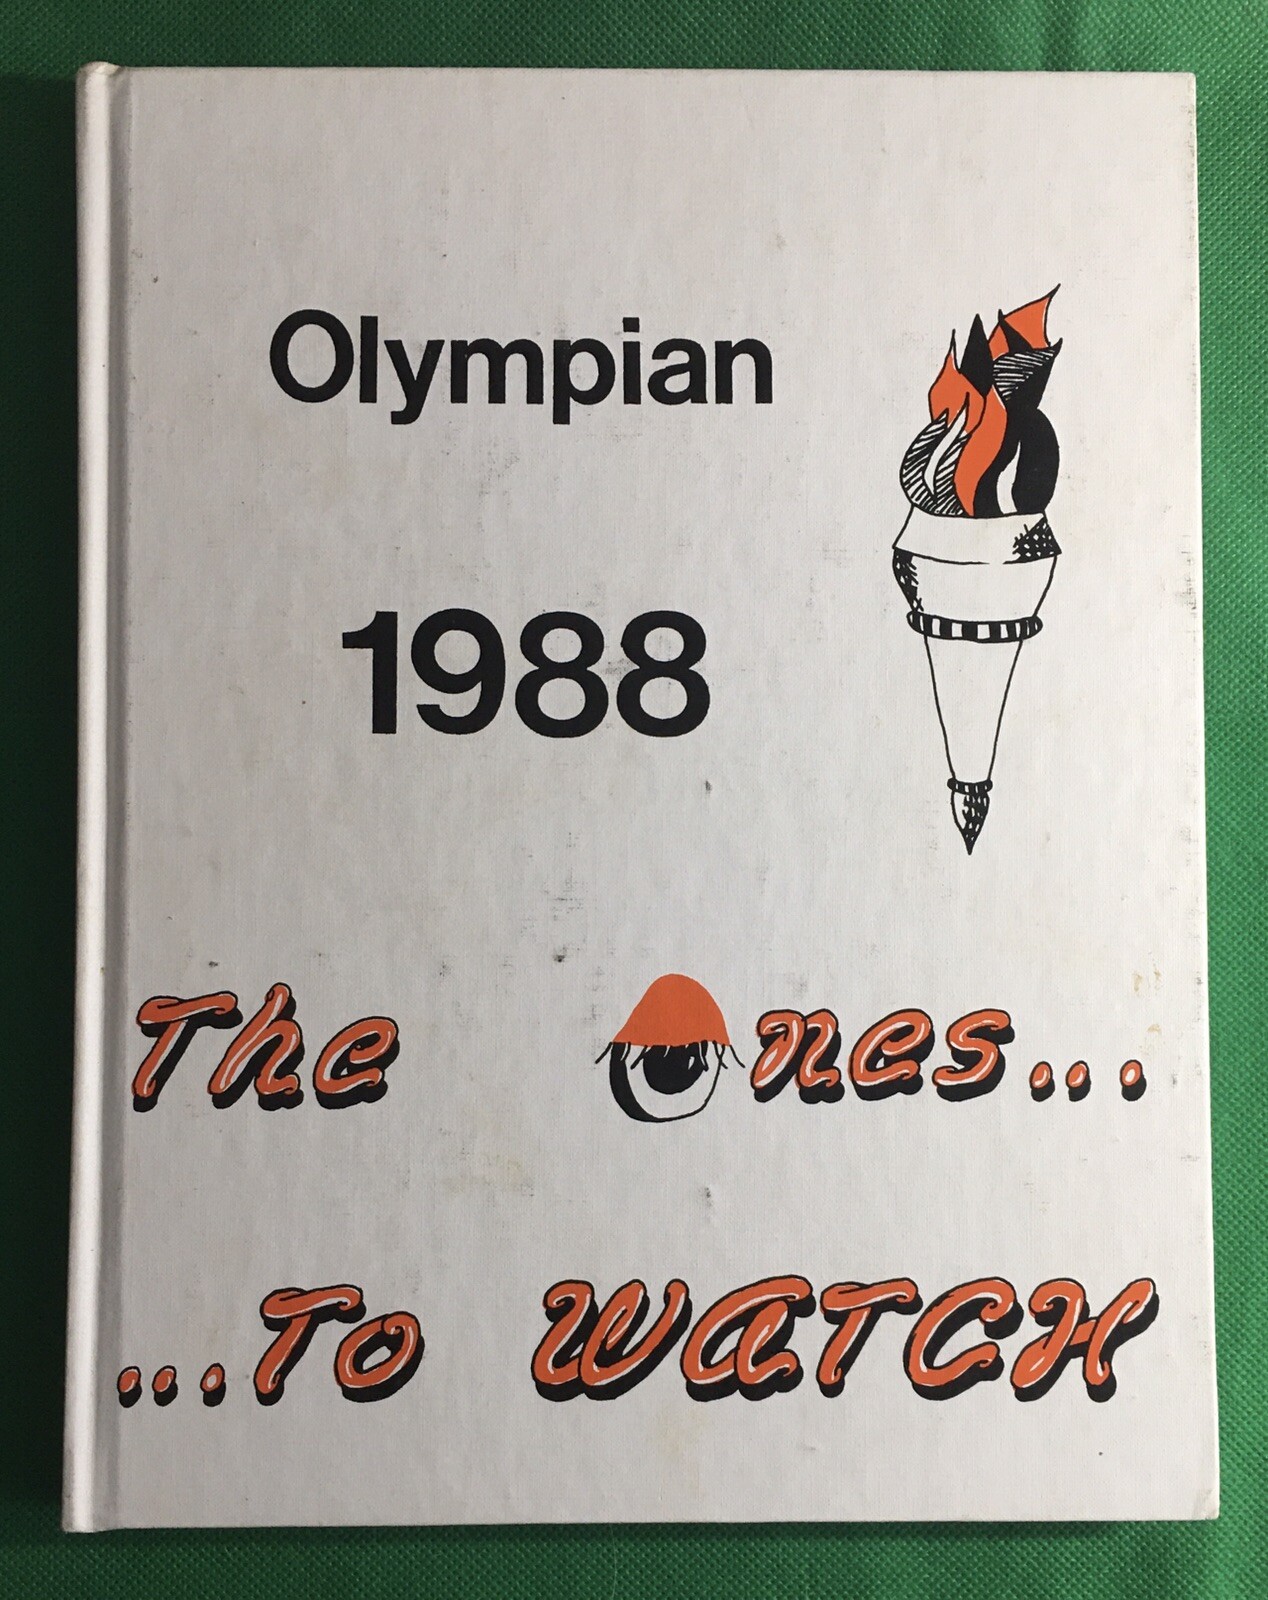 Olympian
1988
The Ones...
...To WATCH